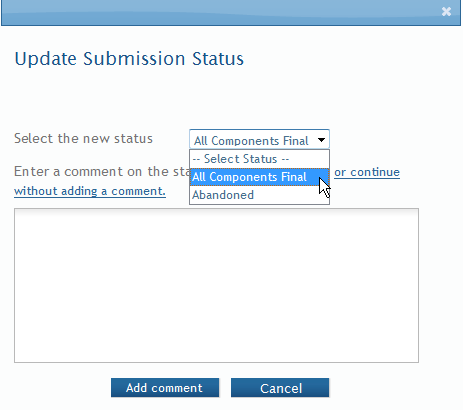 Update Submission Status
Select the new status All Components Final
-- Select Status --
Enter a comment on the sta or continue
All Components Final
without adding a comment.
Abandoned
Add comment Cancel